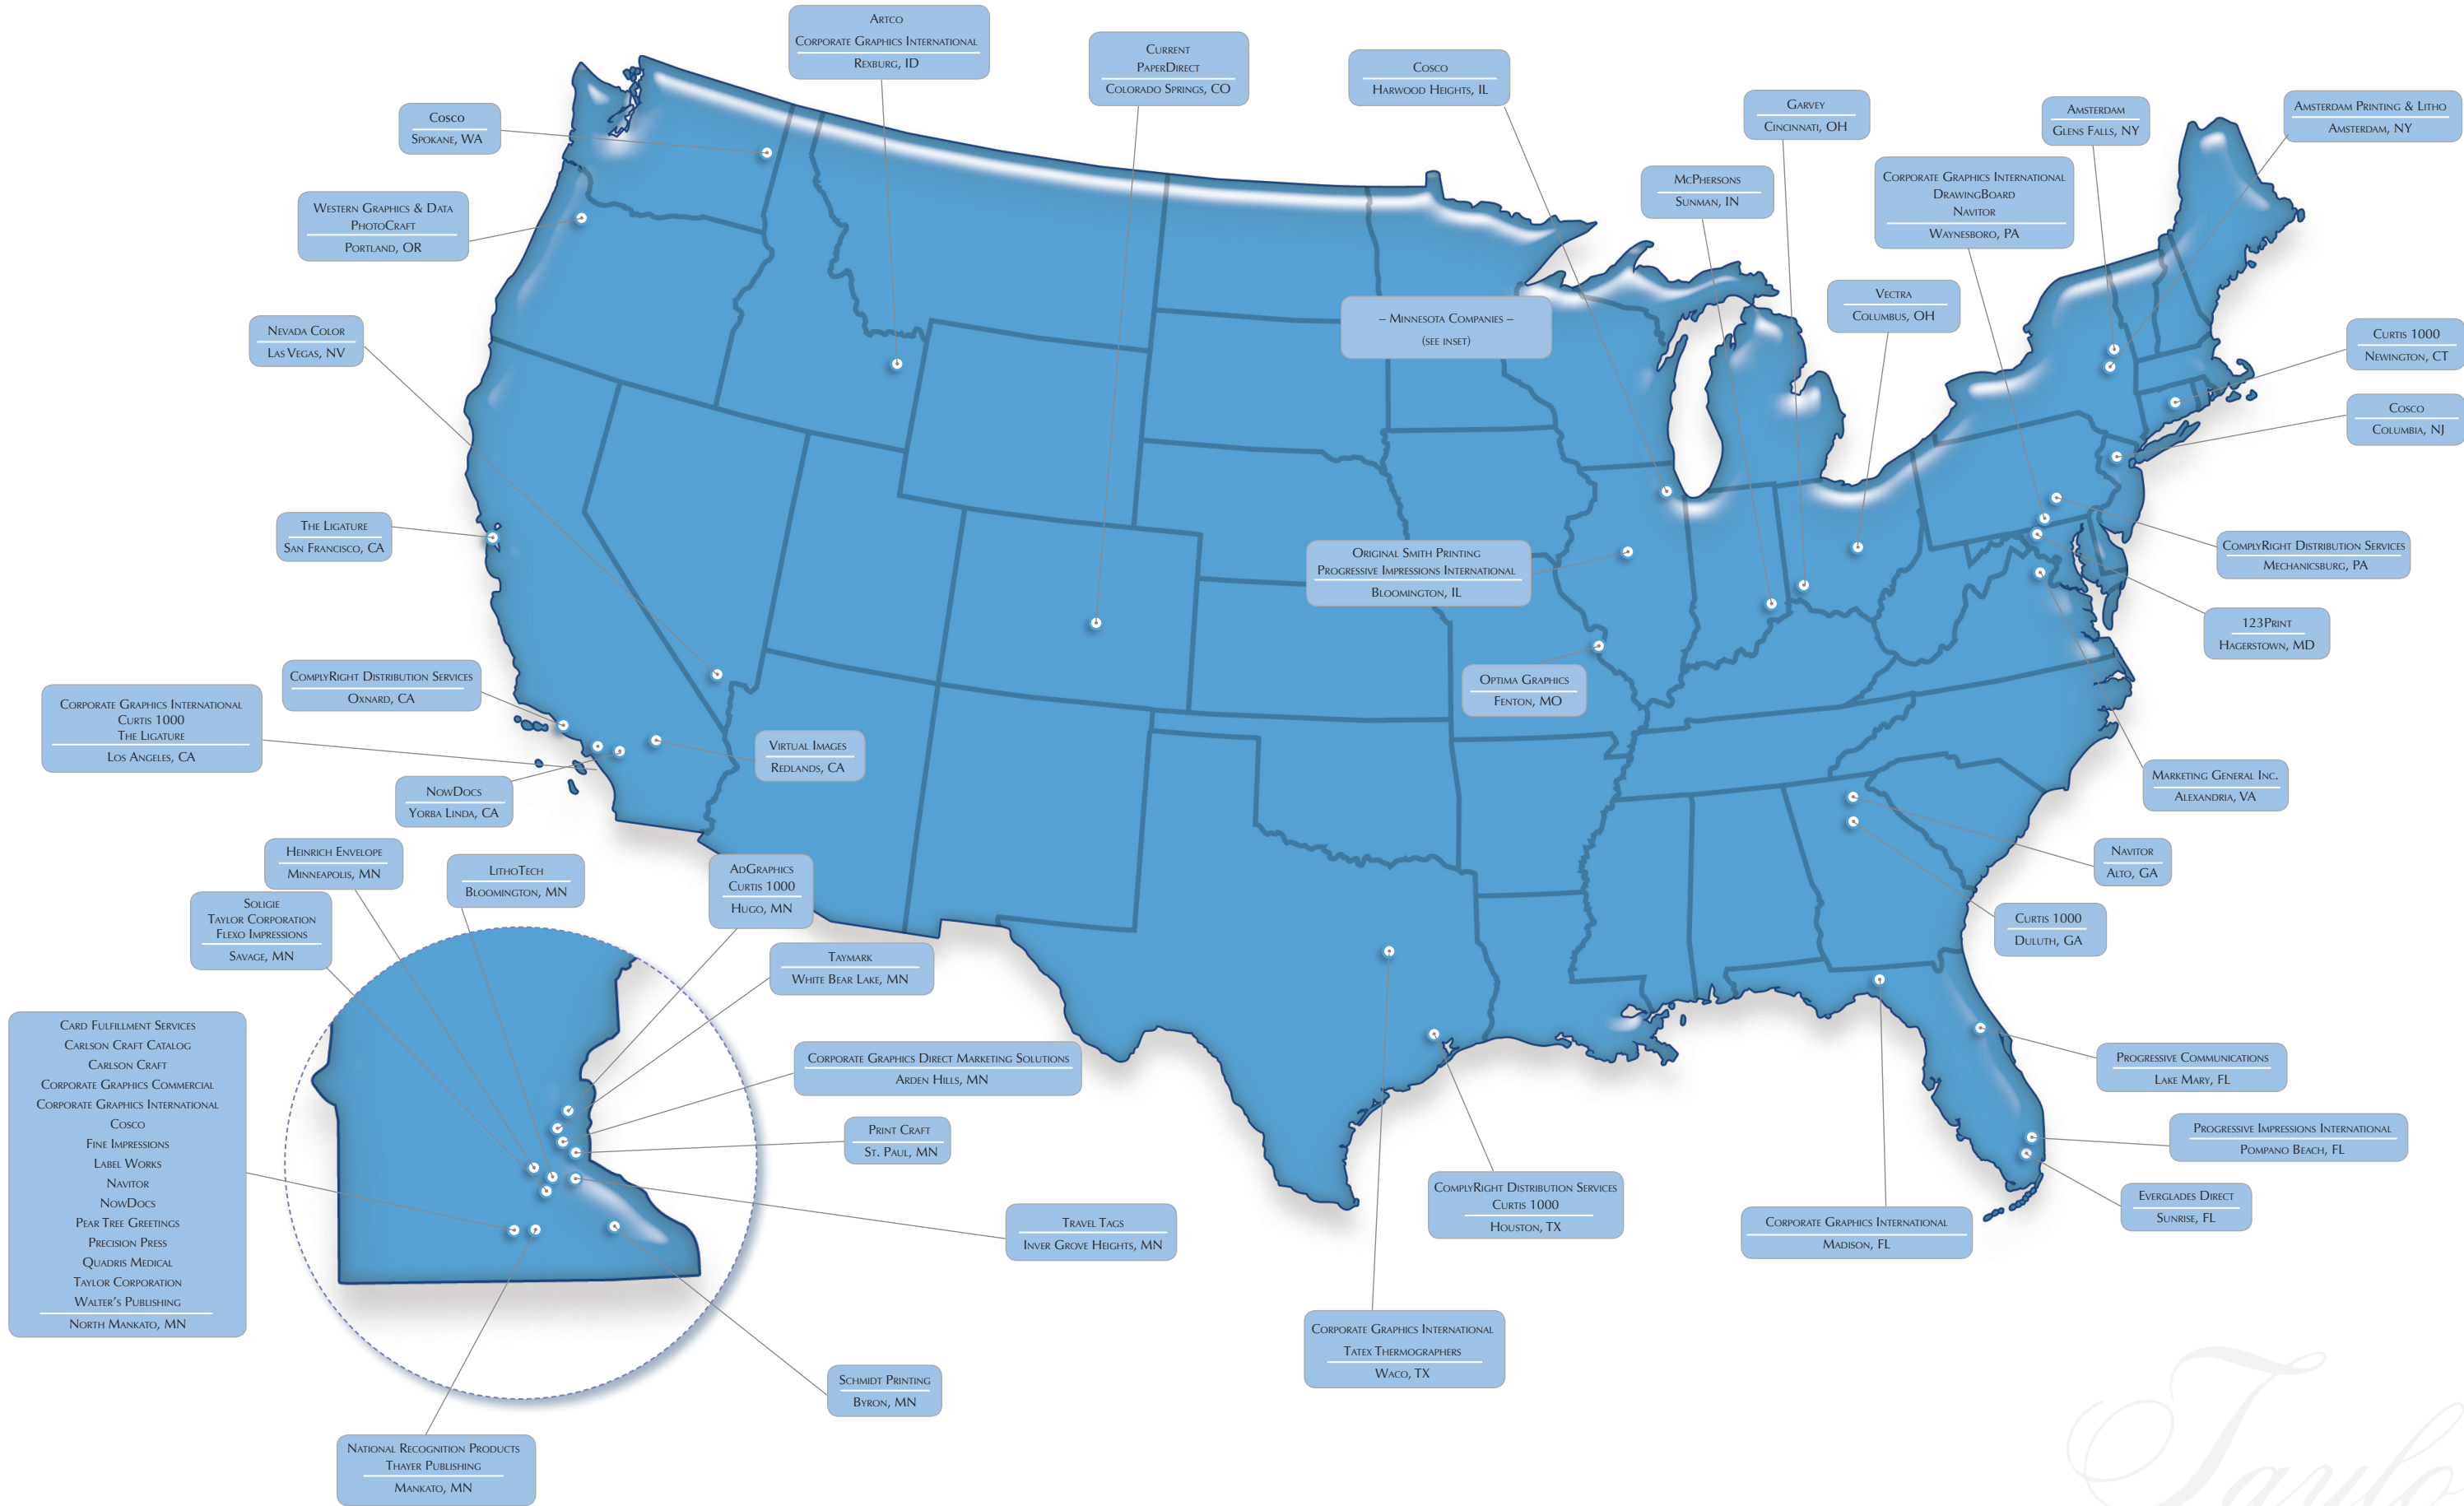 Artco
Corporate Graphics International
Rexburg, ID
Current
PaperDirect
Colorado Springs, CO
Cosco
Harwood Heights, IL
Garvey
Cincinnati, OH
Amsterdam
Glens Falls, NY
Amsterdam Printing & Litho
Amsterdam, NY
Cosco
Spokane, WA
McPhersons
Sunman, IN
Corporate Graphics International
DrawingBoard
Navitor
Waynesboro, PA
Western Graphics & Data
PhotoCraft
Portland, OR
Vectra
Columbus, OH
– Minnesota Companies –
(see inset)
Nevada Color
Las Vegas, NV
Curtis 1000
Newington, CT
Cosco
Columbia, NJ
The Ligature
San Francisco, CA
Original Smith Printing
Progressive Impressions International
Bloomington, IL
ComplyRight Distribution Services
Mechanicsburg, PA
123Print
Hagerstown, MD
ComplyRight Distribution Services
Oxnard, CA
Optima Graphics
Fenton, MO
Corporate Graphics International
Curtis 1000
The Ligature
Los Angeles, CA
Virtual Images
Redlands, CA
NowDocs
Yorba Linda, CA
Marketing General Inc.
Alexandria, VA
Heinrich Envelope
Minneapolis, MN
LithoTech
Bloomington, MN
AdGraphics
Curtis 1000
Hugo, MN
Navitor
Alto, GA
Soligie
Taylor Corporation
Flexo Impressions
Savage, MN
Curtis 1000
Duluth, GA
Taymark
White Bear Lake, MN
Card Fulfillment Services
Carlson Craft Catalog
Carlson Craft
Corporate Graphics Commercial
Corporate Graphics International
Cosco
Fine Impressions
Label Works
Navitor
NowDocs
Pear Tree Greetings
Precision Press
Quadris Medical
Taylor Corporation
Walter's Publishing
North Mankato, MN
Corporate Graphics Direct Marketing Solutions
Arden Hills, MN
Progressive Communications
Lake Mary, FL
Print Craft
St. Paul, MN
Progressive Impressions International
Pompano Beach, FL
ComplyRight Distribution Services
Curtis 1000
Houston, TX
Everglades Direct
Sunrise, FL
Travel Tags
Inver Grove Heights, MN
Corporate Graphics International
Madison, FL
Corporate Graphics International
Tatex Thermographers
Waco, TX
Schmidt Printing
Byron, MN
National Recognition Products
Thayer Publishing
Mankato, MN